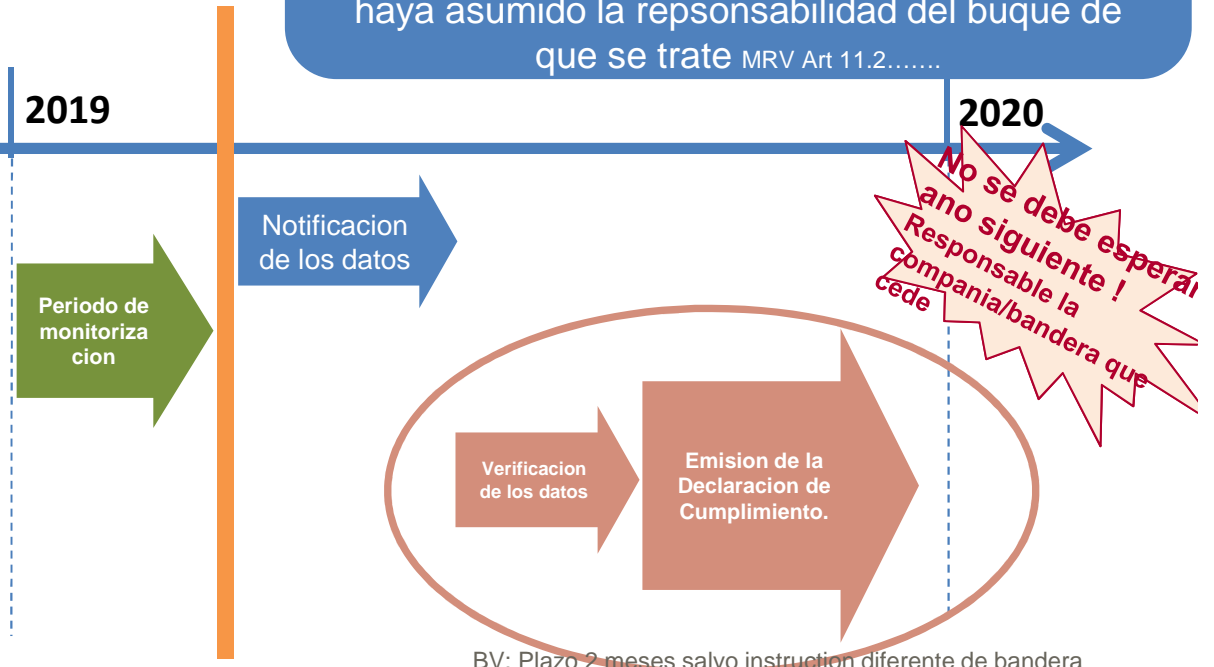 haya asumido la repsonsabilidad del buque de
que se trate MRV Art 11.2…….
2019
2020
No se debe esperar
ano siguiente !
Responsable la
compania/bandera que
cede
Notificacion
de los datos
Periodo de
monitoriza
cion
Verificacion
de los datos
Emision de la
Declaracion de
Cumplimiento.
BV: Plazo 2 meses salvo instruction diferente de bandera